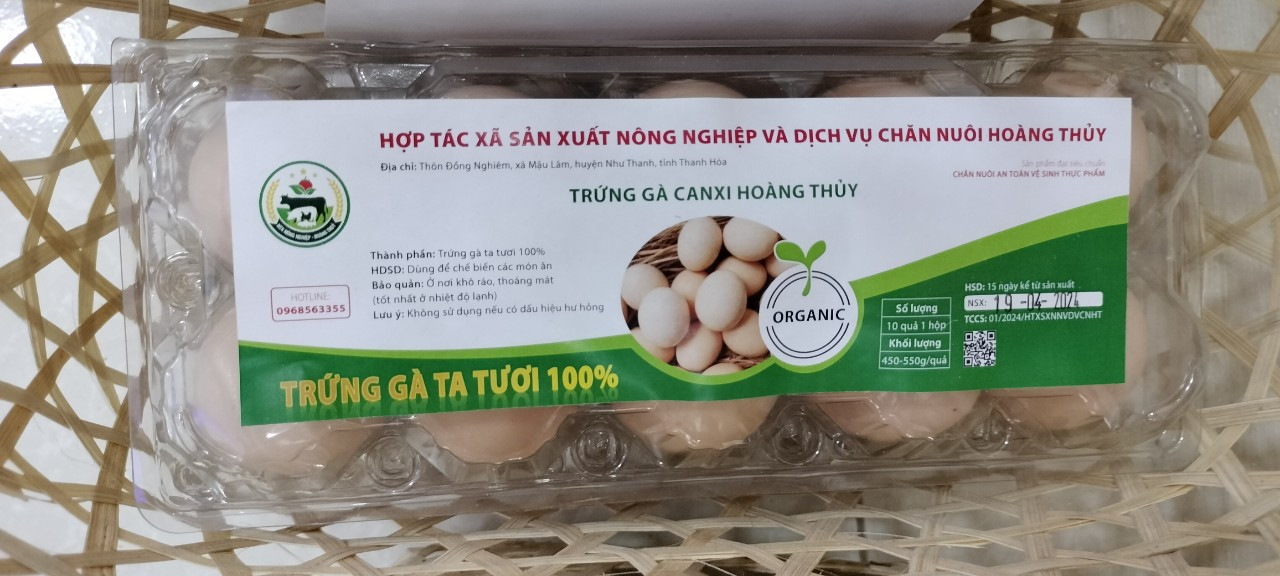 HỢP TÁC XÃ SẢN XUẤT NÔNG NGHIỆP VÀ DỊCH VỤ CHĂN NUÔI HOÀNG THỦY
Địa chỉ: Thôn Đồng Nghiêm, xã Mậu Lâm, huyện Như Thanh, tỉnh Thanh Hóa
Sản phẩm đạt tiêu chuẩn
CHĂN NUÔI AN TOÀN VỆ SINH THỰC PHẨM
TRỨNG GÀ CANXI HOÀNG THỦY
Thành phần: Trứng gà ta tươi 100%
HDSD: Dùng để chế biến các món ăn
Bảo quản: Ở nơi khô ráo, thoáng mát
(tốt nhất ở nhiệt độ lạnh)
Lưu ý: Không sử dụng nếu có dấu hiệu hư hỏng
HOTLINE:
0968563355
ORGANIC
Số lượng
10 quả 1 hộp
Khối lượng
450-550g/quả
HSD: 15 ngày kể từ sản xuất
NSX: 19-04-2024
TCCS: 01/2024/HTXSXNNVDVCNHT
TRỨNG GÀ TA TƯƠI 100%